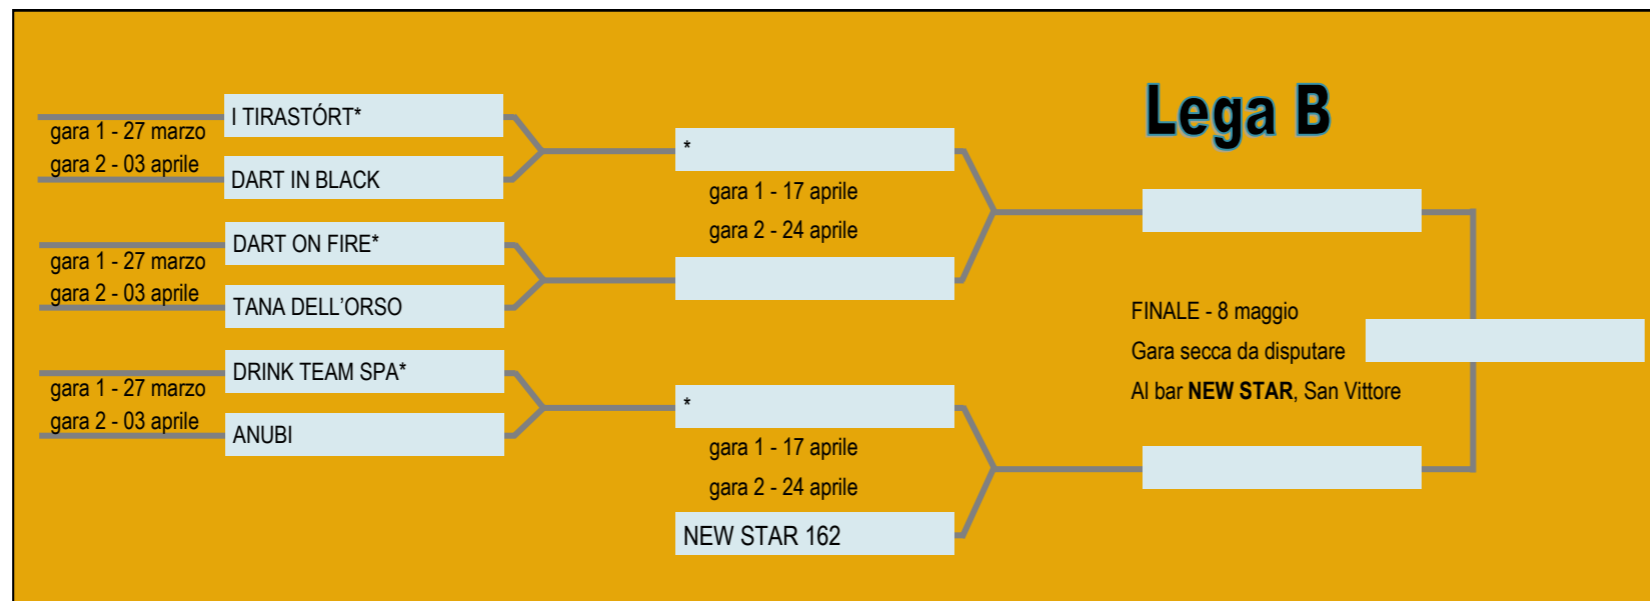 Lega B
I TIRASTÓRT*
gara 1 - 27 marzo
gara 2 - 03 aprile
DART IN BLACK
DART ON FIRE*
gara 1 - 27 marzo
gara 2 - 03 aprile
TANA DELL'ORSO
DRINK TEAM SPA*
gara 1 - 27 marzo
gara 2 - 03 aprile
ANUBI
*
gara 1 - 17 aprile
gara 2 - 24 aprile
*
gara 1 - 17 aprile
gara 2 - 24 aprile
NEW STAR 162
FINALE - 8 maggio
Gara secca da disputare
Al bar NEW STAR, San Vittore